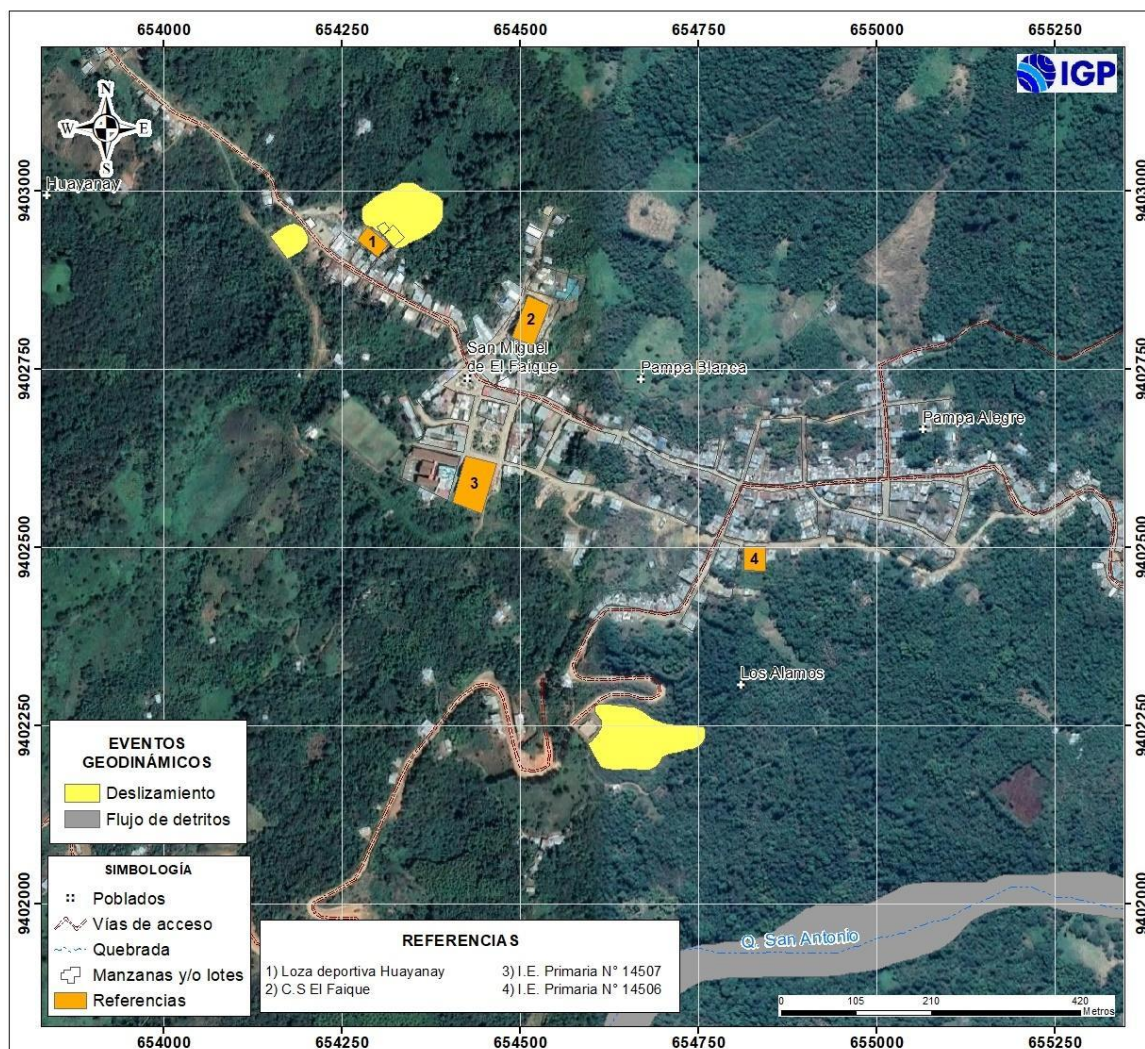 654000 654250 654500 654750 655000 655250
IGP
N
W E
S
9403000 9403000
Huayanay
1
2
San Miguel
de El Faique
9402750 9402750
Pampa Blanca
Pampa Alegre
3
9402500 9402500
4
Los Alamos
9402250 9402250
EVENTOS
GEODINÁMICOS
Deslizamiento
Flujo de detritos
9402000 9402000
SIMBOLOGÍA
Poblados
Vías de acceso
Quebrada
Manzanas y/o lotes
Referencias
REFERENCIAS
1) Loza deportiva Huayanay
2) C.S El Faique
3) I.E. Primaria N° 14507
4) I.E. Primaria N° 14506
Q. San Antonio
0 105 210 420
Metros
654000 654250 654500 654750 655000 655250